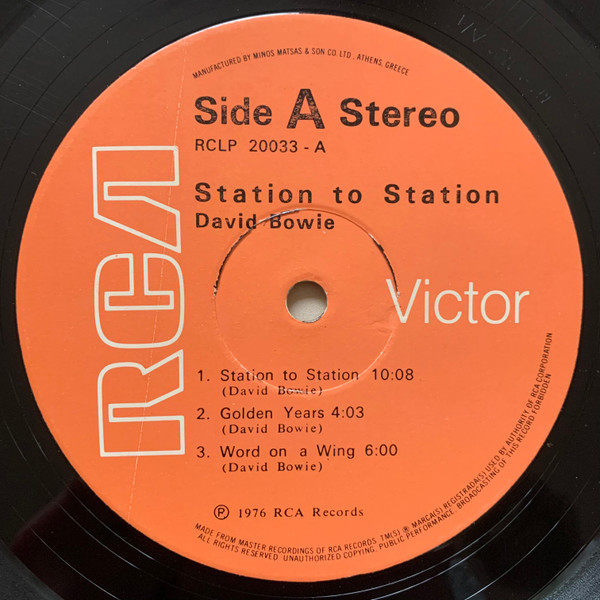 MANUFACTURED BY MINOS MATSAS & SON CO. LTD., ATHENS, GREECE
Side A Stereo
RCLP 20033 - A
Station to Station
David Bowie
RCA
Victor
1. Station to Station 10:08
(David Bowie)
2. Golden Years 4:03
(David Bowie)
3. Word on a Wing 6:00
(David Bowie)
Ⓟ 1976 RCA Records
MADE FROM MASTER RECORDINGS OF RCA RECORDS TM(S) ® MARCA(S) REGISTRADA(S) USED BY AUTHORITY OF RCA CORPORATION
ALL RIGHTS RESERVED. UNAUTHORIZED COPYING, PUBLIC PERFORMANCE, BROADCASTING OF THIS RECORD FORBIDDEN